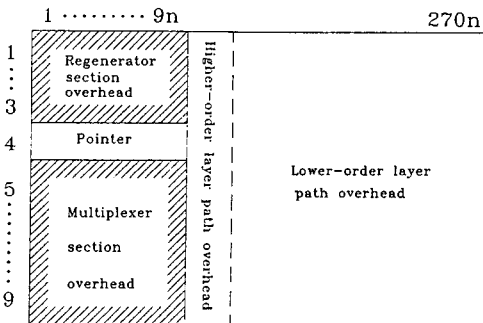 1 ········ 9n
270n
1
3
4
5
9
Regenerator
section
overhead
Pointer
Multiplexer
section
overhead
Higher-order layer path overhead
Lower-order layer
path overhead